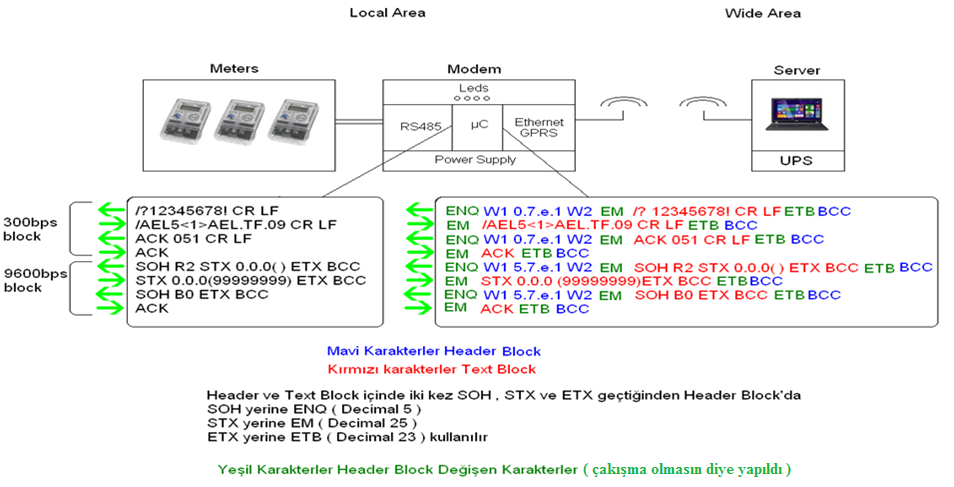 Local Area
Wide Area
Meters
Modem
Server
Leds
RS485
µC
Ethernet
GPRS
Power Supply
UPS
300bps
block
9600bps
block
/?12345678! CR LF
/AEL5<1>AEL.TF.09 CR LF
ACK 051 CR LF
ACK
SOH R2 STX 0.0.0( ) ETX BCC
STX 0.0.0(99999999) ETX BCC
SOH B0 ETX BCC
ACK
ENQ W1 0.7.e.1 W2 EM /? 12345678! CR LF ETB BCC
EM /AEL5<1>AEL.TF.09 CR LF ETB BCC
ENQ W1 0.7.e.1 W2 EM ACK 051 CR LF ETB BCC
EM ACK ETB BCC
ENQ W1 5.7.e.1 W2 EM SOH R2 STX 0.0.0( ) ETX BCC ETB BCC
EM STX 0.0.0 (99999999)ETX BCC ETBBCC
ENQ W1 5.7.e.1 W2 EM SOH B0 ETX BCC ETBBCC
EM ACK ETB BCC
Mavi Karakterler Header Block
Kırmızı karakterler Text Block
Header ve Text Block içinde iki kez SOH , STX ve ETX geçtiğinden Header Block'da
SOH yerine ENQ ( Decimal 5 )
STX yerine EM ( Decimal 25 )
ETX yerine ETB ( Decimal 23 ) kullanılır
Yeşil Karakterler Header Block Değişen Karakterler ( çakışma olmasın diye yapıldı )